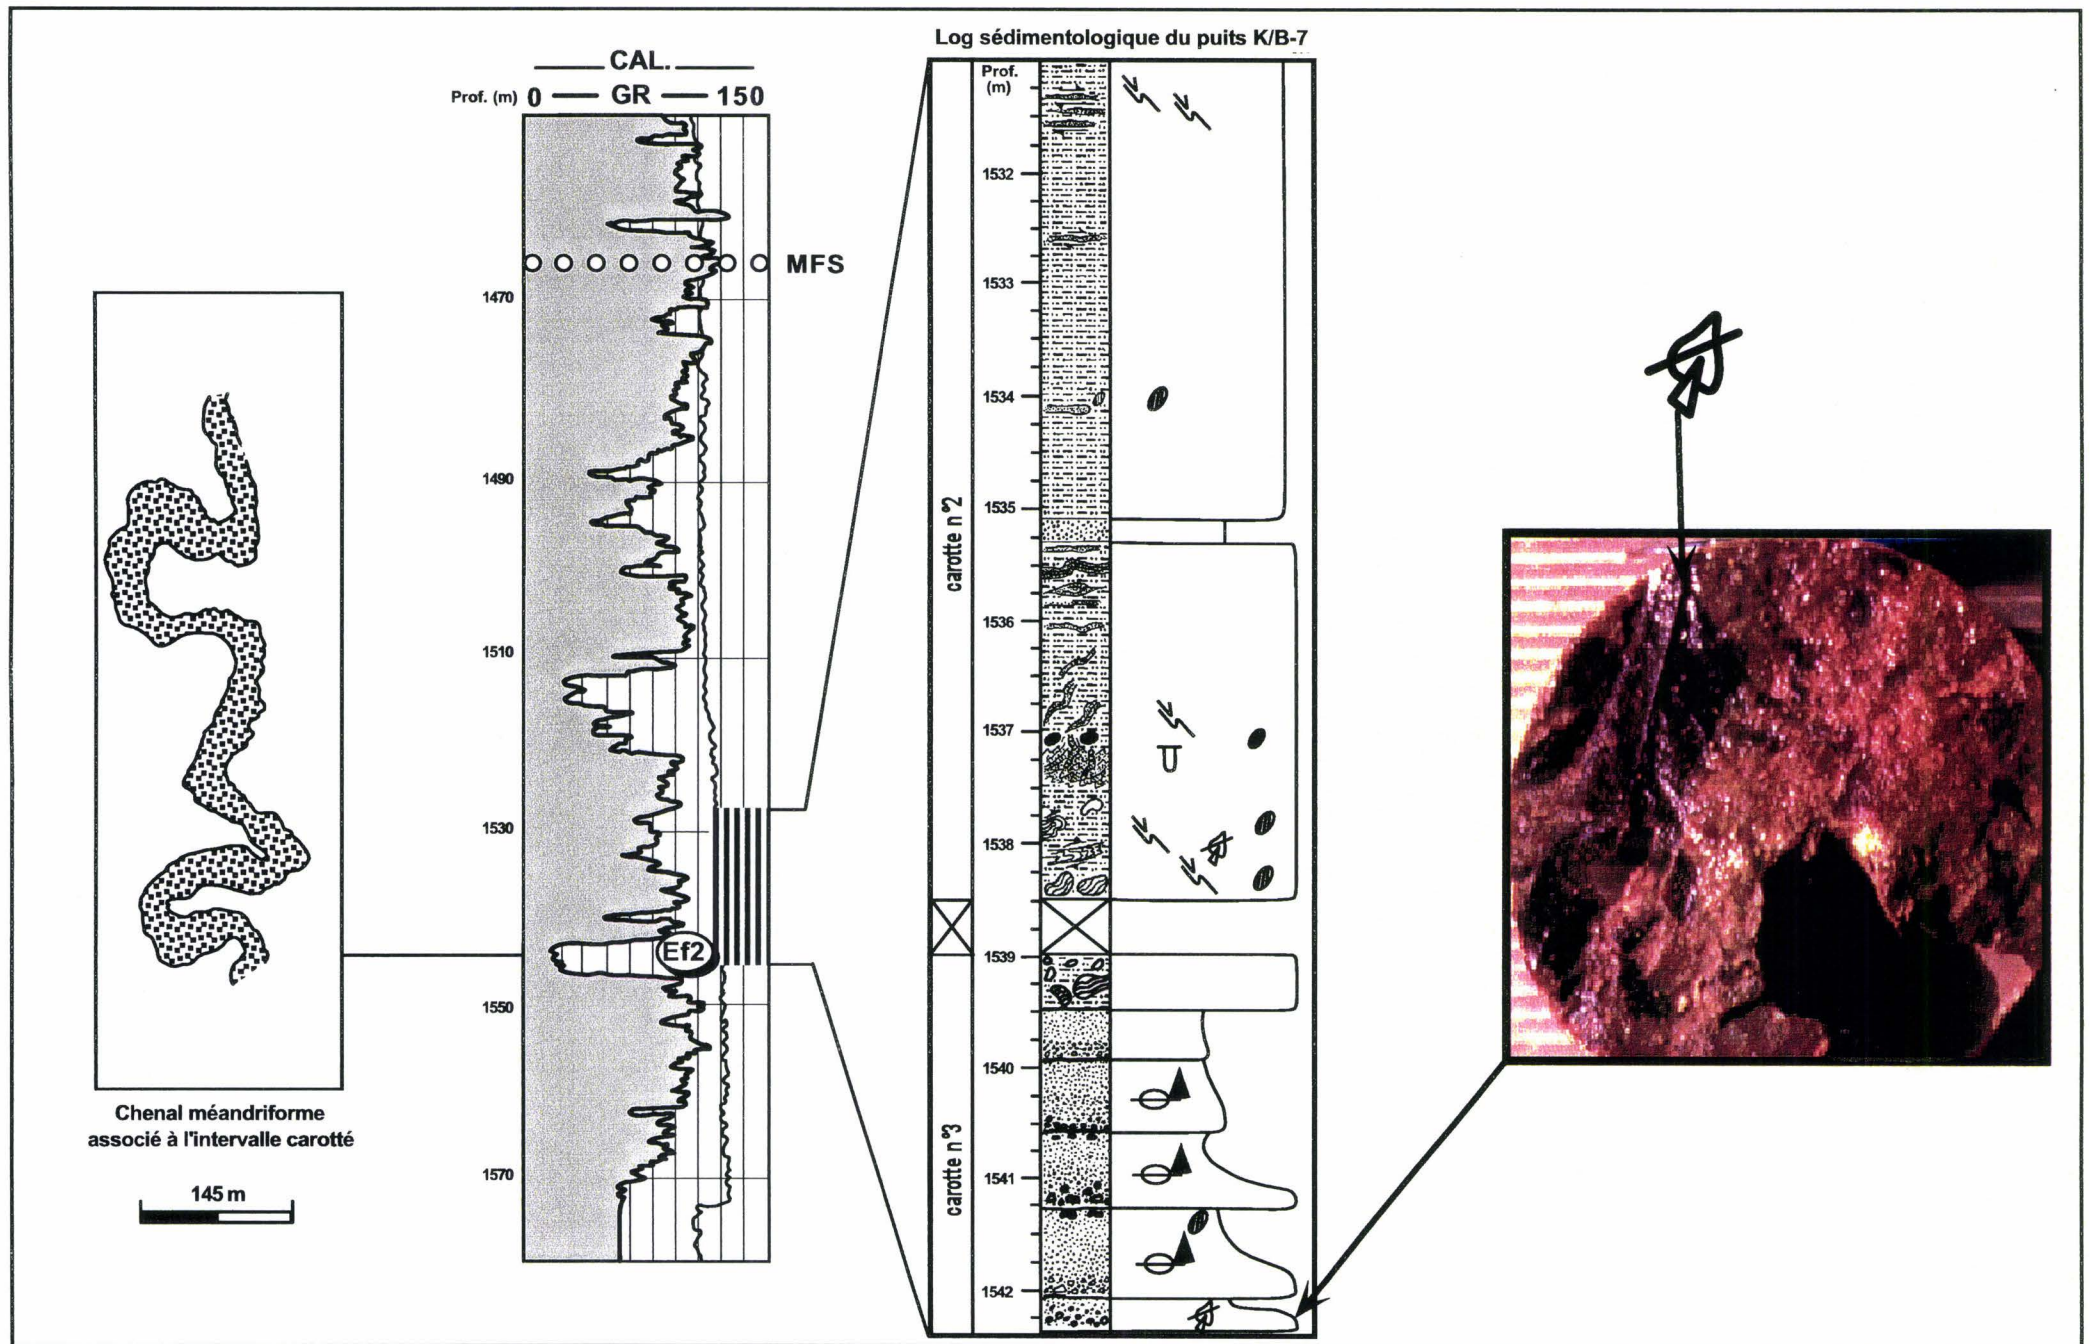 Log sédimentologique du puits K/B-7
CAL.
Prof. (m) 0 GR 150
MFS
1470
1490
1510
1530
1550
1570
Ef2
Chenal méandriforme
associé à l'intervalle carotté
145 m
Prof.
(m)
1532
1533
1534
1535
1536
1537
1538
1539
1540
1541
1542
carotte n°2
carotte n°3